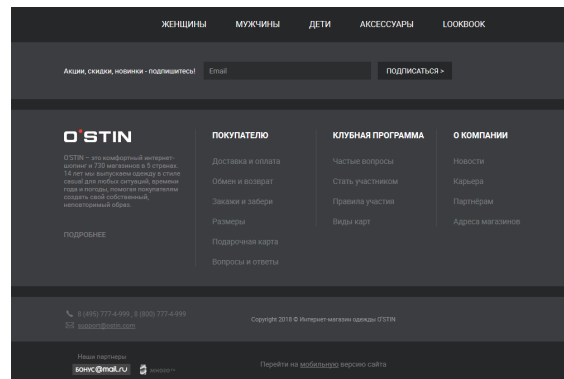 ЖЕНЩИНЫ МУЖЧИНЫ ДЕТИ АКСЕССУАРЫ LOOKBOOK
Акции, скидки, новинки - подпишитесь! Email ПОДПИСАТЬСЯ >
O'STIN
O'STIN – это комфортный интернет-
шопинг и 730 магазинов в 5 странах.
14 лет мы выпускаем одежду в стиле
casual для любых ситуаций, времени
года и погоды, помогая покупателям
создать свой собственный,
неповторимый образ.
ПОДРОБНЕЕ
ПОКУПАТЕЛЮ
Доставка и оплата
Обмен и возврат
Закажи и забери
Размеры
Подарочная карта
Вопросы и ответы
КЛУБНАЯ ПРОГРАММА
Частые вопросы
Стать участником
Правила участия
Виды карт
О КОМПАНИИ
Новости
Карьера
Партнёрам
Адреса магазинов
8 (495) 777-4-999 , 8 (800) 777-4-999
support@ostin.com
Copyright 2018 © Интернет-магазин одежды O'STIN
Наши партнеры
бонус@mail.ru
Перейти на мобильную версию сайта